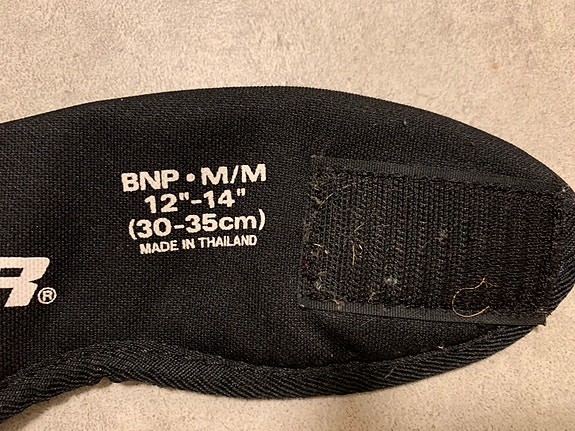 BNP • M/M
12"-14"
(30-35cm)
MADE IN THAILAND
R®